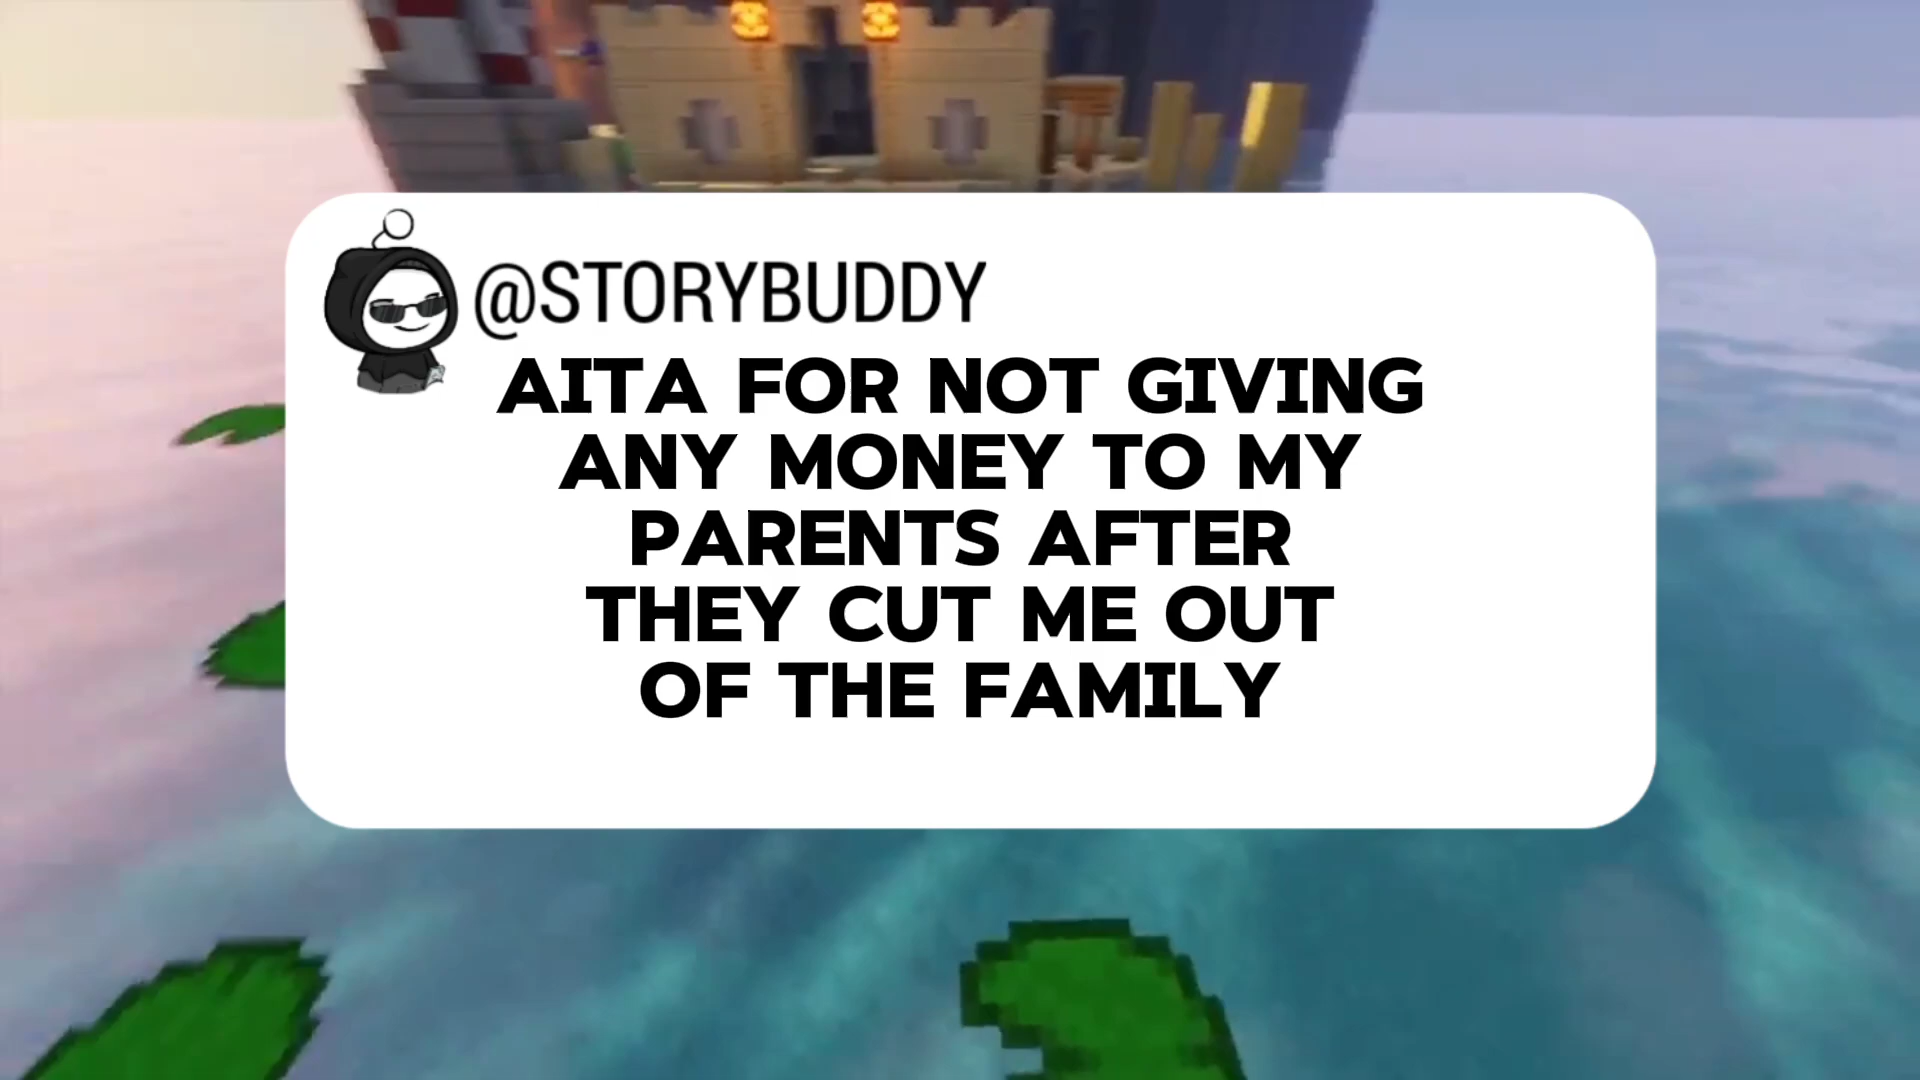 @STORYBUDDY
AITA FOR NOT GIVING
ANY MONEY TO MY
PARENTS AFTER
THEY CUT ME OUT
OF THE FAMILY